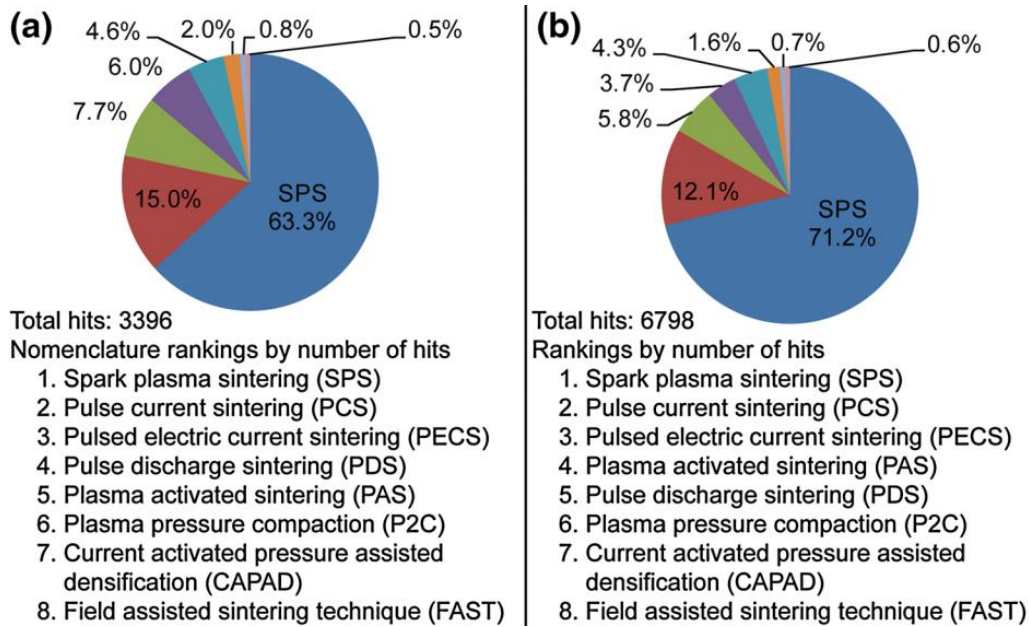 (a)
4.6%
2.0%
0.8%
0.5%
6.0%
7.7%
15.0%
SPS
63.3%
Total hits: 3396
Nomenclature rankings by number of hits
1. Spark plasma sintering (SPS)
2. Pulse current sintering (PCS)
3. Pulsed electric current sintering (PECS)
4. Pulse discharge sintering (PDS)
5. Plasma activated sintering (PAS)
6. Plasma pressure compaction (P2C)
7. Current activated pressure assisted
densification (CAPAD)
8. Field assisted sintering technique (FAST)
(b)
4.3%
1.6%
0.7%
0.6%
3.7%
5.8%
12.1%
SPS
71.2%
Total hits: 6798
Rankings by number of hits
1. Spark plasma sintering (SPS)
2. Pulse current sintering (PCS)
3. Pulsed electric current sintering (PECS)
4. Plasma activated sintering (PAS)
5. Pulse discharge sintering (PDS)
6. Plasma pressure compaction (P2C)
7. Current activated pressure assisted
densification (CAPAD)
8. Field assisted sintering technique (FAST)